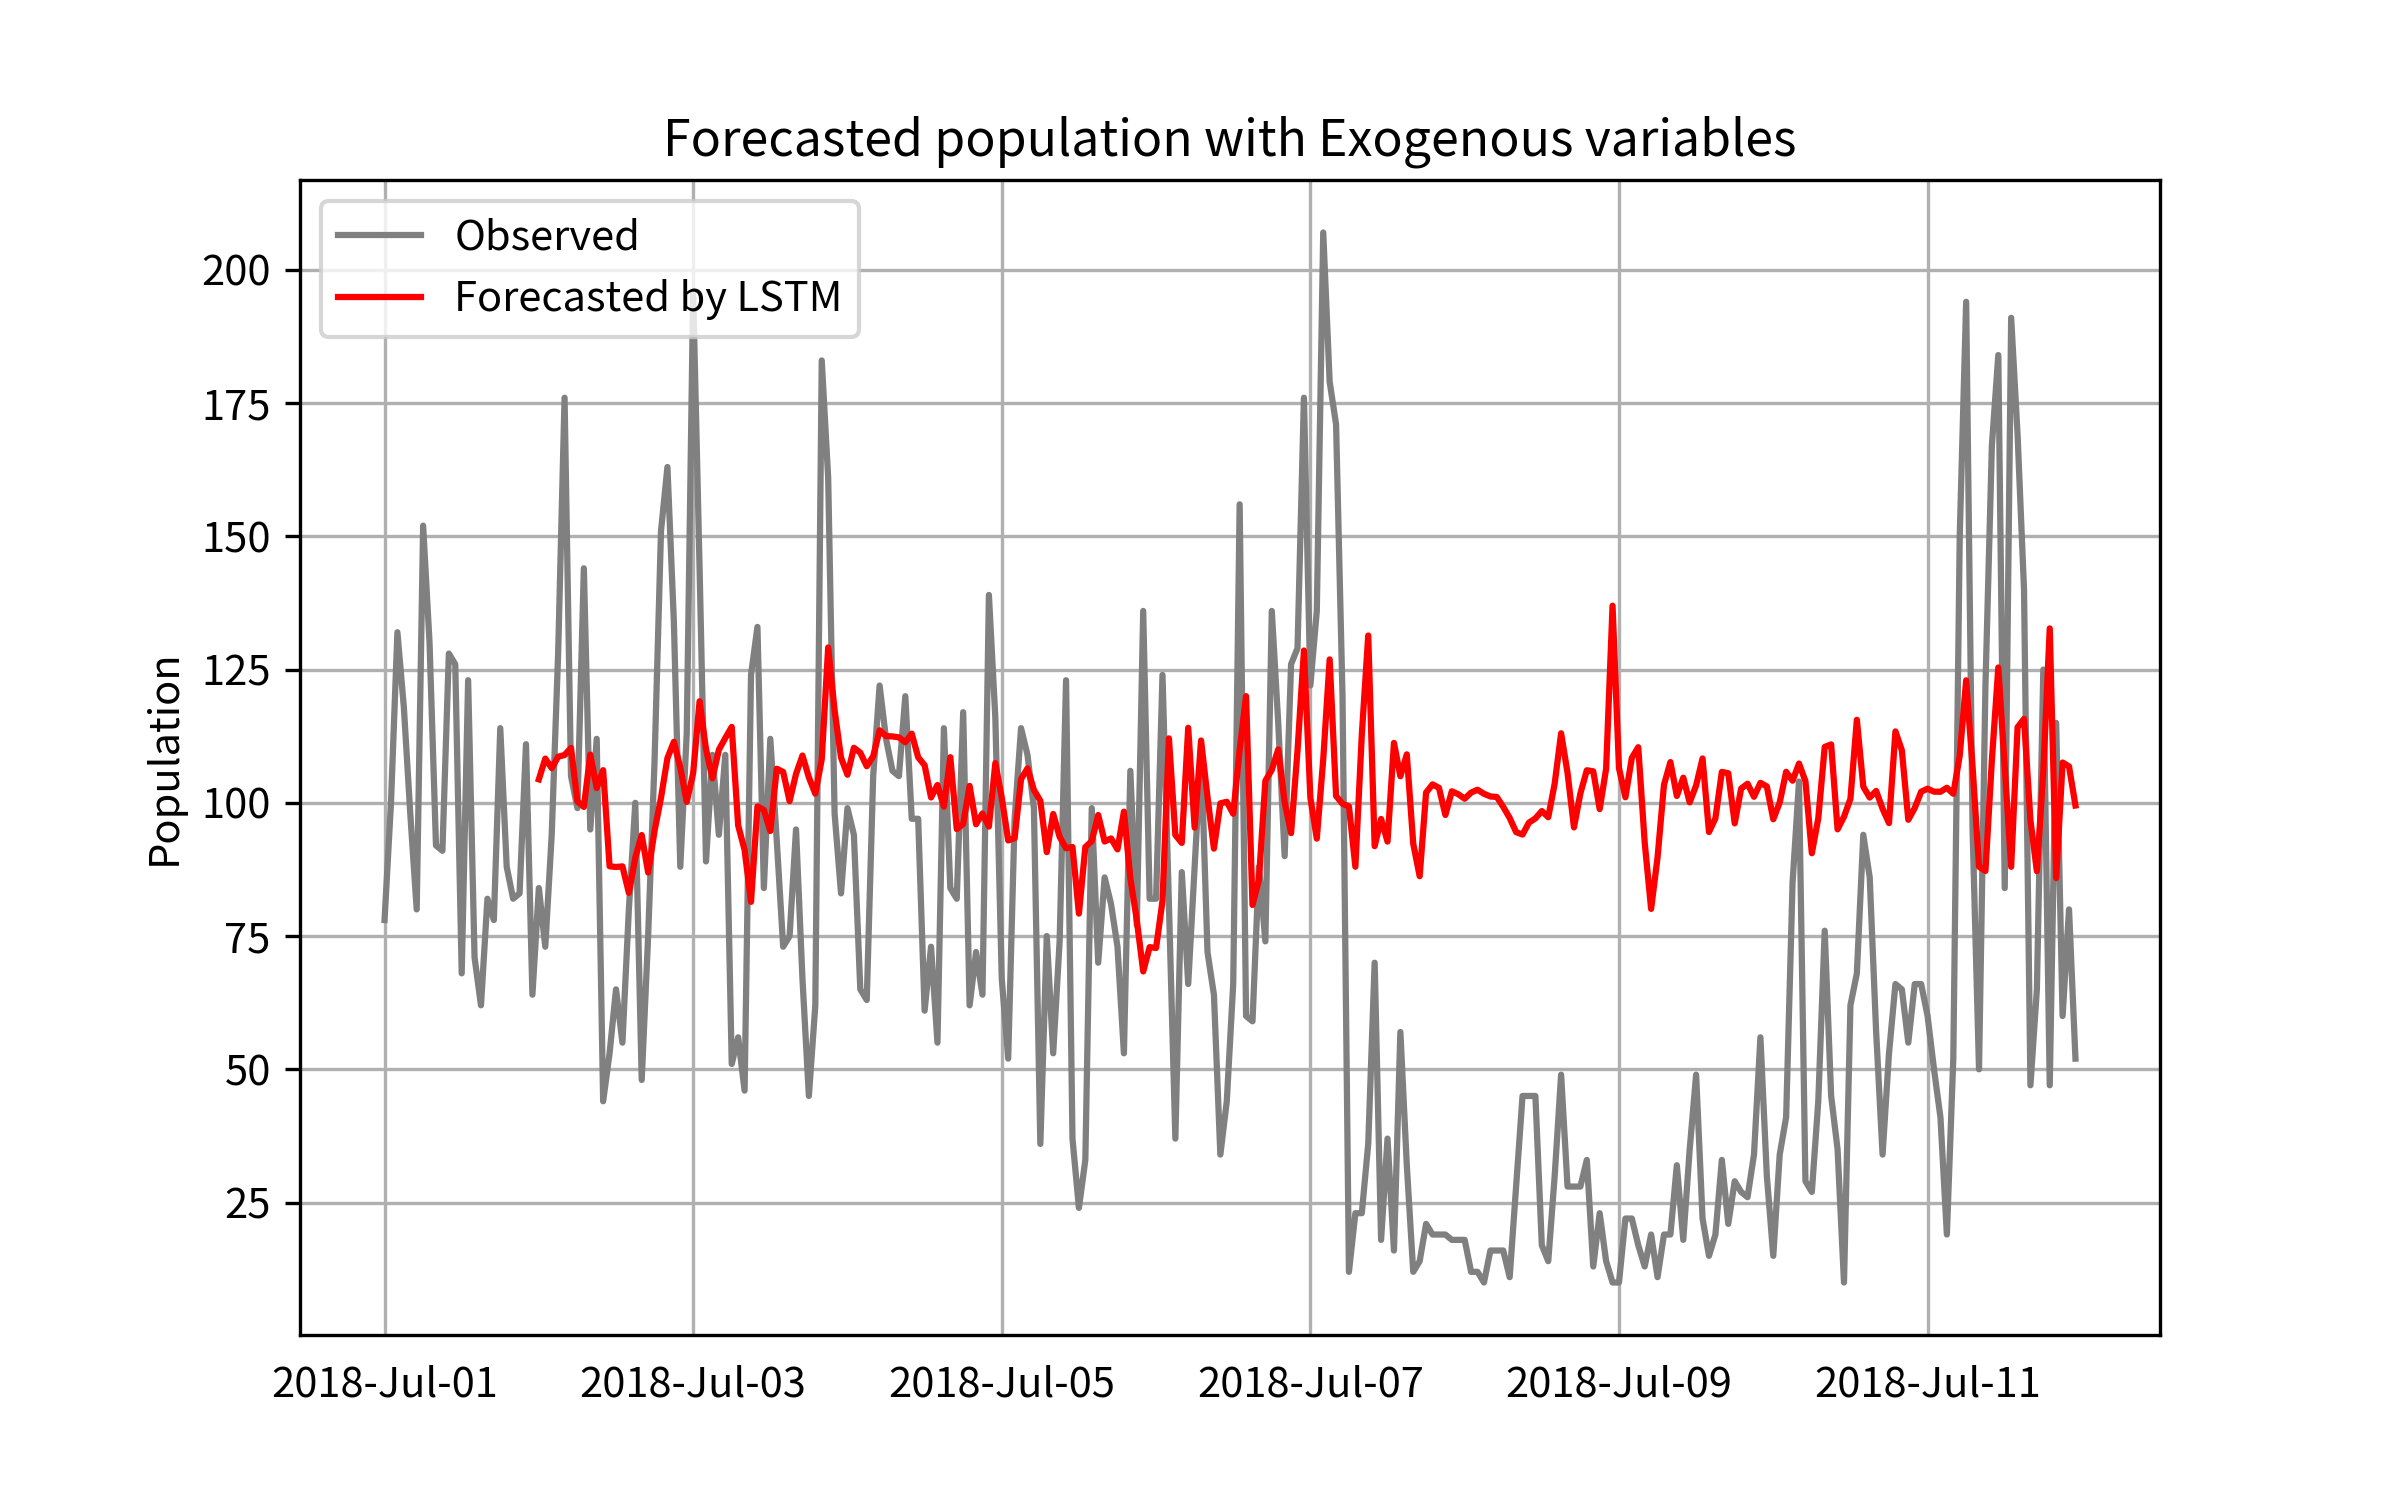 Forecasted population with Exogenous variables
Observed
Forecasted by LSTM
Population
200
175
150
125
100
75
50
25
2018-Jul-01 2018-Jul-03 2018-Jul-05 2018-Jul-07 2018-Jul-09 2018-Jul-11